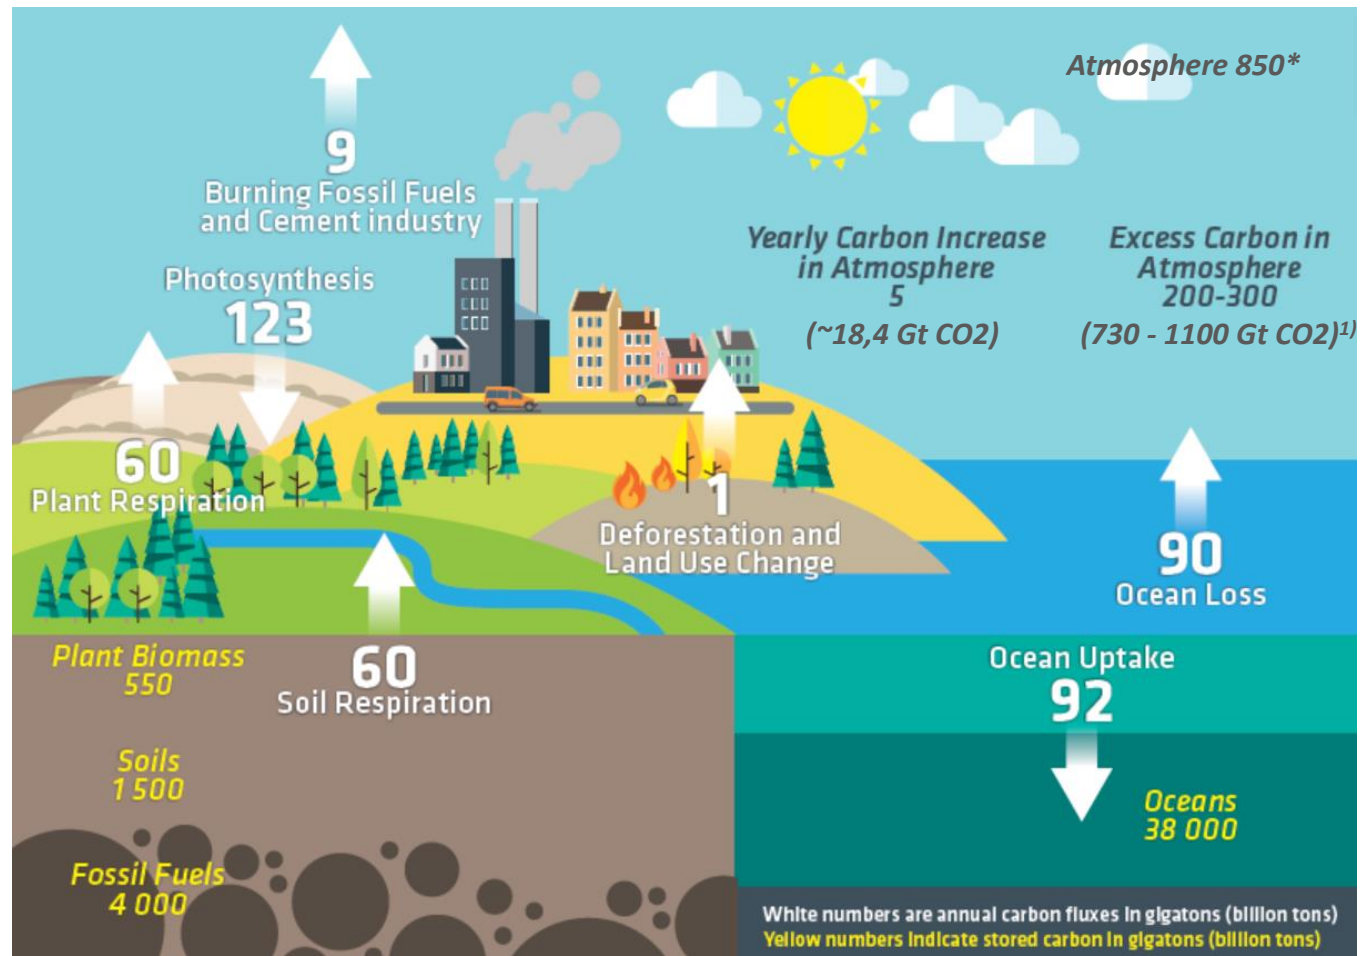 Atmosphere 850*
9
Burning Fossil Fuels
and Cement industry
Photosynthesis
123
Yearly Carbon Increase
in Atmosphere
5
(~18,4 Gt CO2)
Excess Carbon in
Atmosphere
200-300
(730 - 1100 Gt CO2)1)
60
Plant Respiration
1
Deforestation and
Land Use Change
90
Ocean Loss
Plant Biomass
550
60
Soil Respiration
Ocean Uptake
92
Soils
1 500
Oceans
38 000
Fossil Fuels
4 000
White numbers are annual carbon fluxes in gigatons (billion tons)
Yellow numbers indicate stored carbon in gigatons (billion tons)